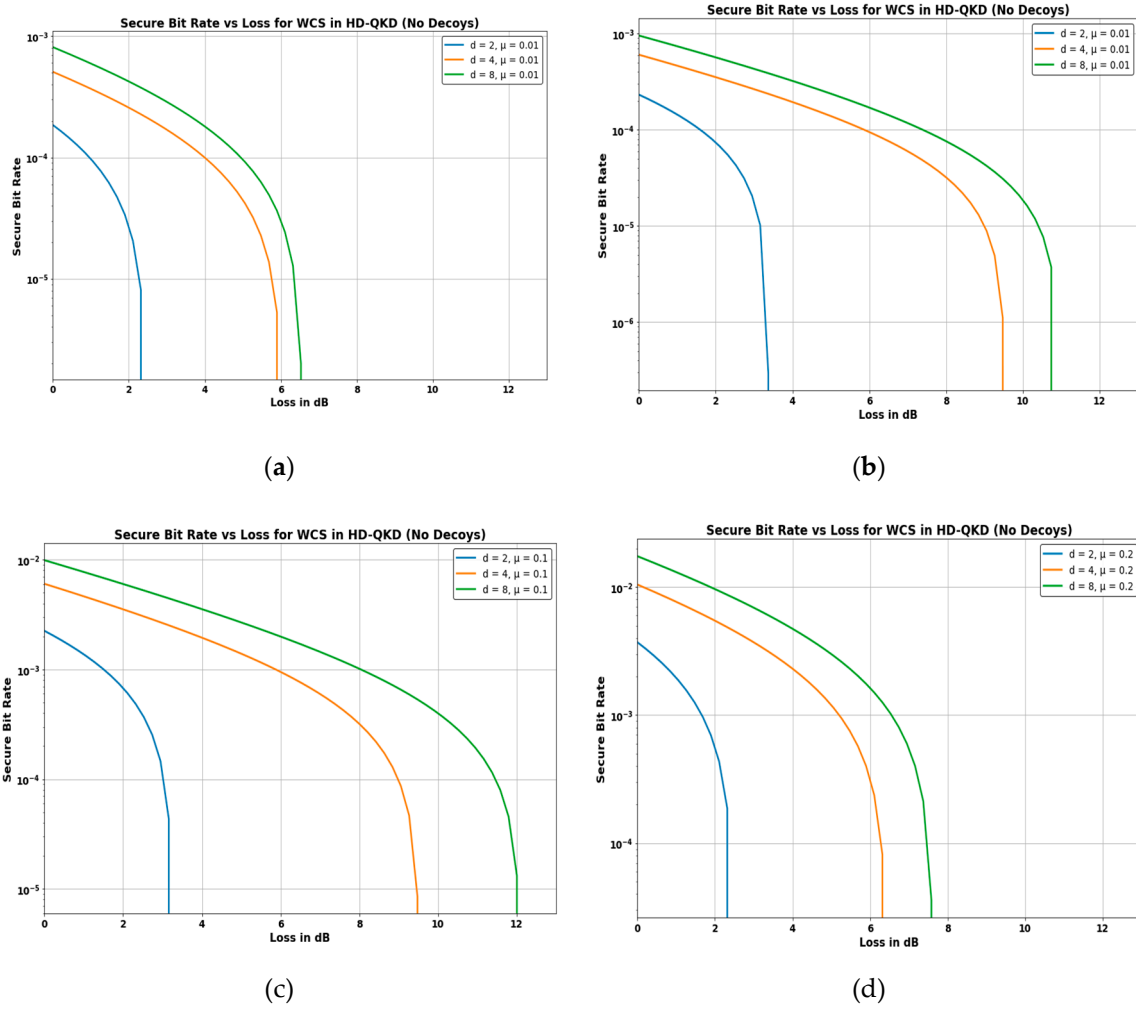 Secure Bit Rate vs Loss for WCS in HD-QKD (No Decoys)
d = 2, μ = 0.01
d = 4, μ = 0.01
d = 8, μ = 0.01
Secure Bit Rate
10⁻³
10⁻⁴
10⁻⁵
0 2 4 6 8 10 12
Loss in dB
(a)
Secure Bit Rate vs Loss for WCS in HD-QKD (No Decoys)
d = 2, μ = 0.01
d = 4, μ = 0.01
d = 8, μ = 0.01
Secure Bit Rate
10⁻³
10⁻⁴
10⁻⁵
10⁻⁶
0 2 4 6 8 10 12
Loss in dB
(b)
Secure Bit Rate vs Loss for WCS in HD-QKD (No Decoys)
d = 2, μ = 0.1
d = 4, μ = 0.1
d = 8, μ = 0.1
Secure Bit Rate
10⁻²
10⁻³
10⁻⁴
10⁻⁵
0 2 4 6 8 10 12
Loss in dB
(c)
Secure Bit Rate vs Loss for WCS in HD-QKD (No Decoys)
d = 2, μ = 0.2
d = 4, μ = 0.2
d = 8, μ = 0.2
Secure Bit Rate
10⁻²
10⁻³
10⁻⁴
0 2 4 6 8 10 12
Loss in dB
(d)